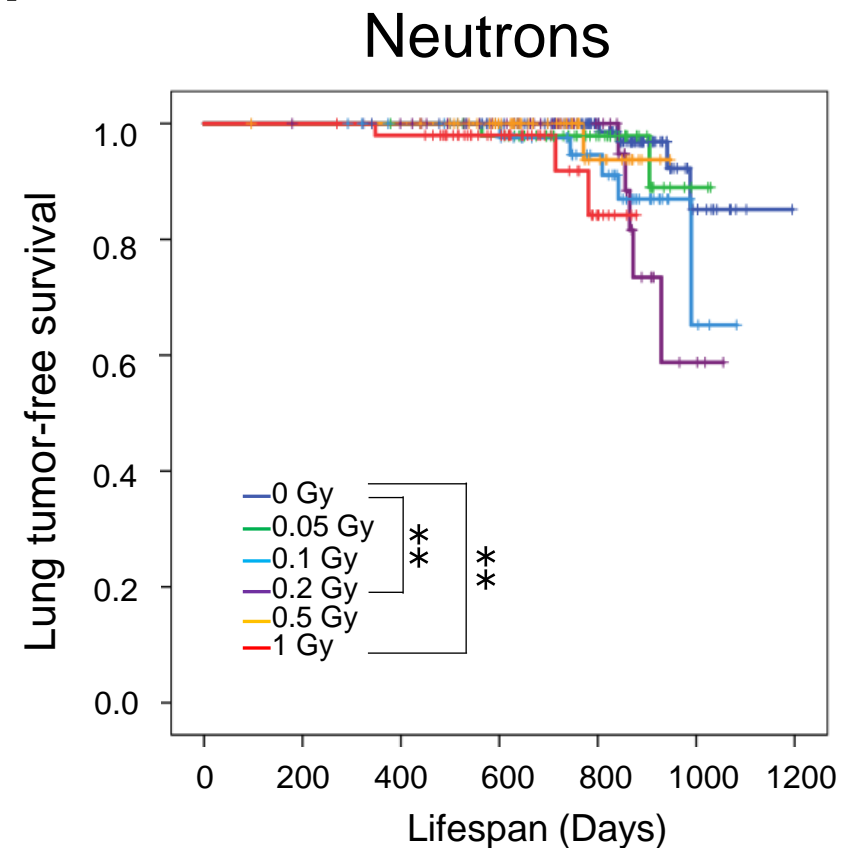 Neutrons
Lung tumor-free survival
1.0
0.8
0.6
0.4
0.2
0.0
0 Gy
0.05 Gy
0.1 Gy
0.2 Gy
0.5 Gy
1 Gy
**
**
0 200 400 600 800 1000 1200
Lifespan (Days)